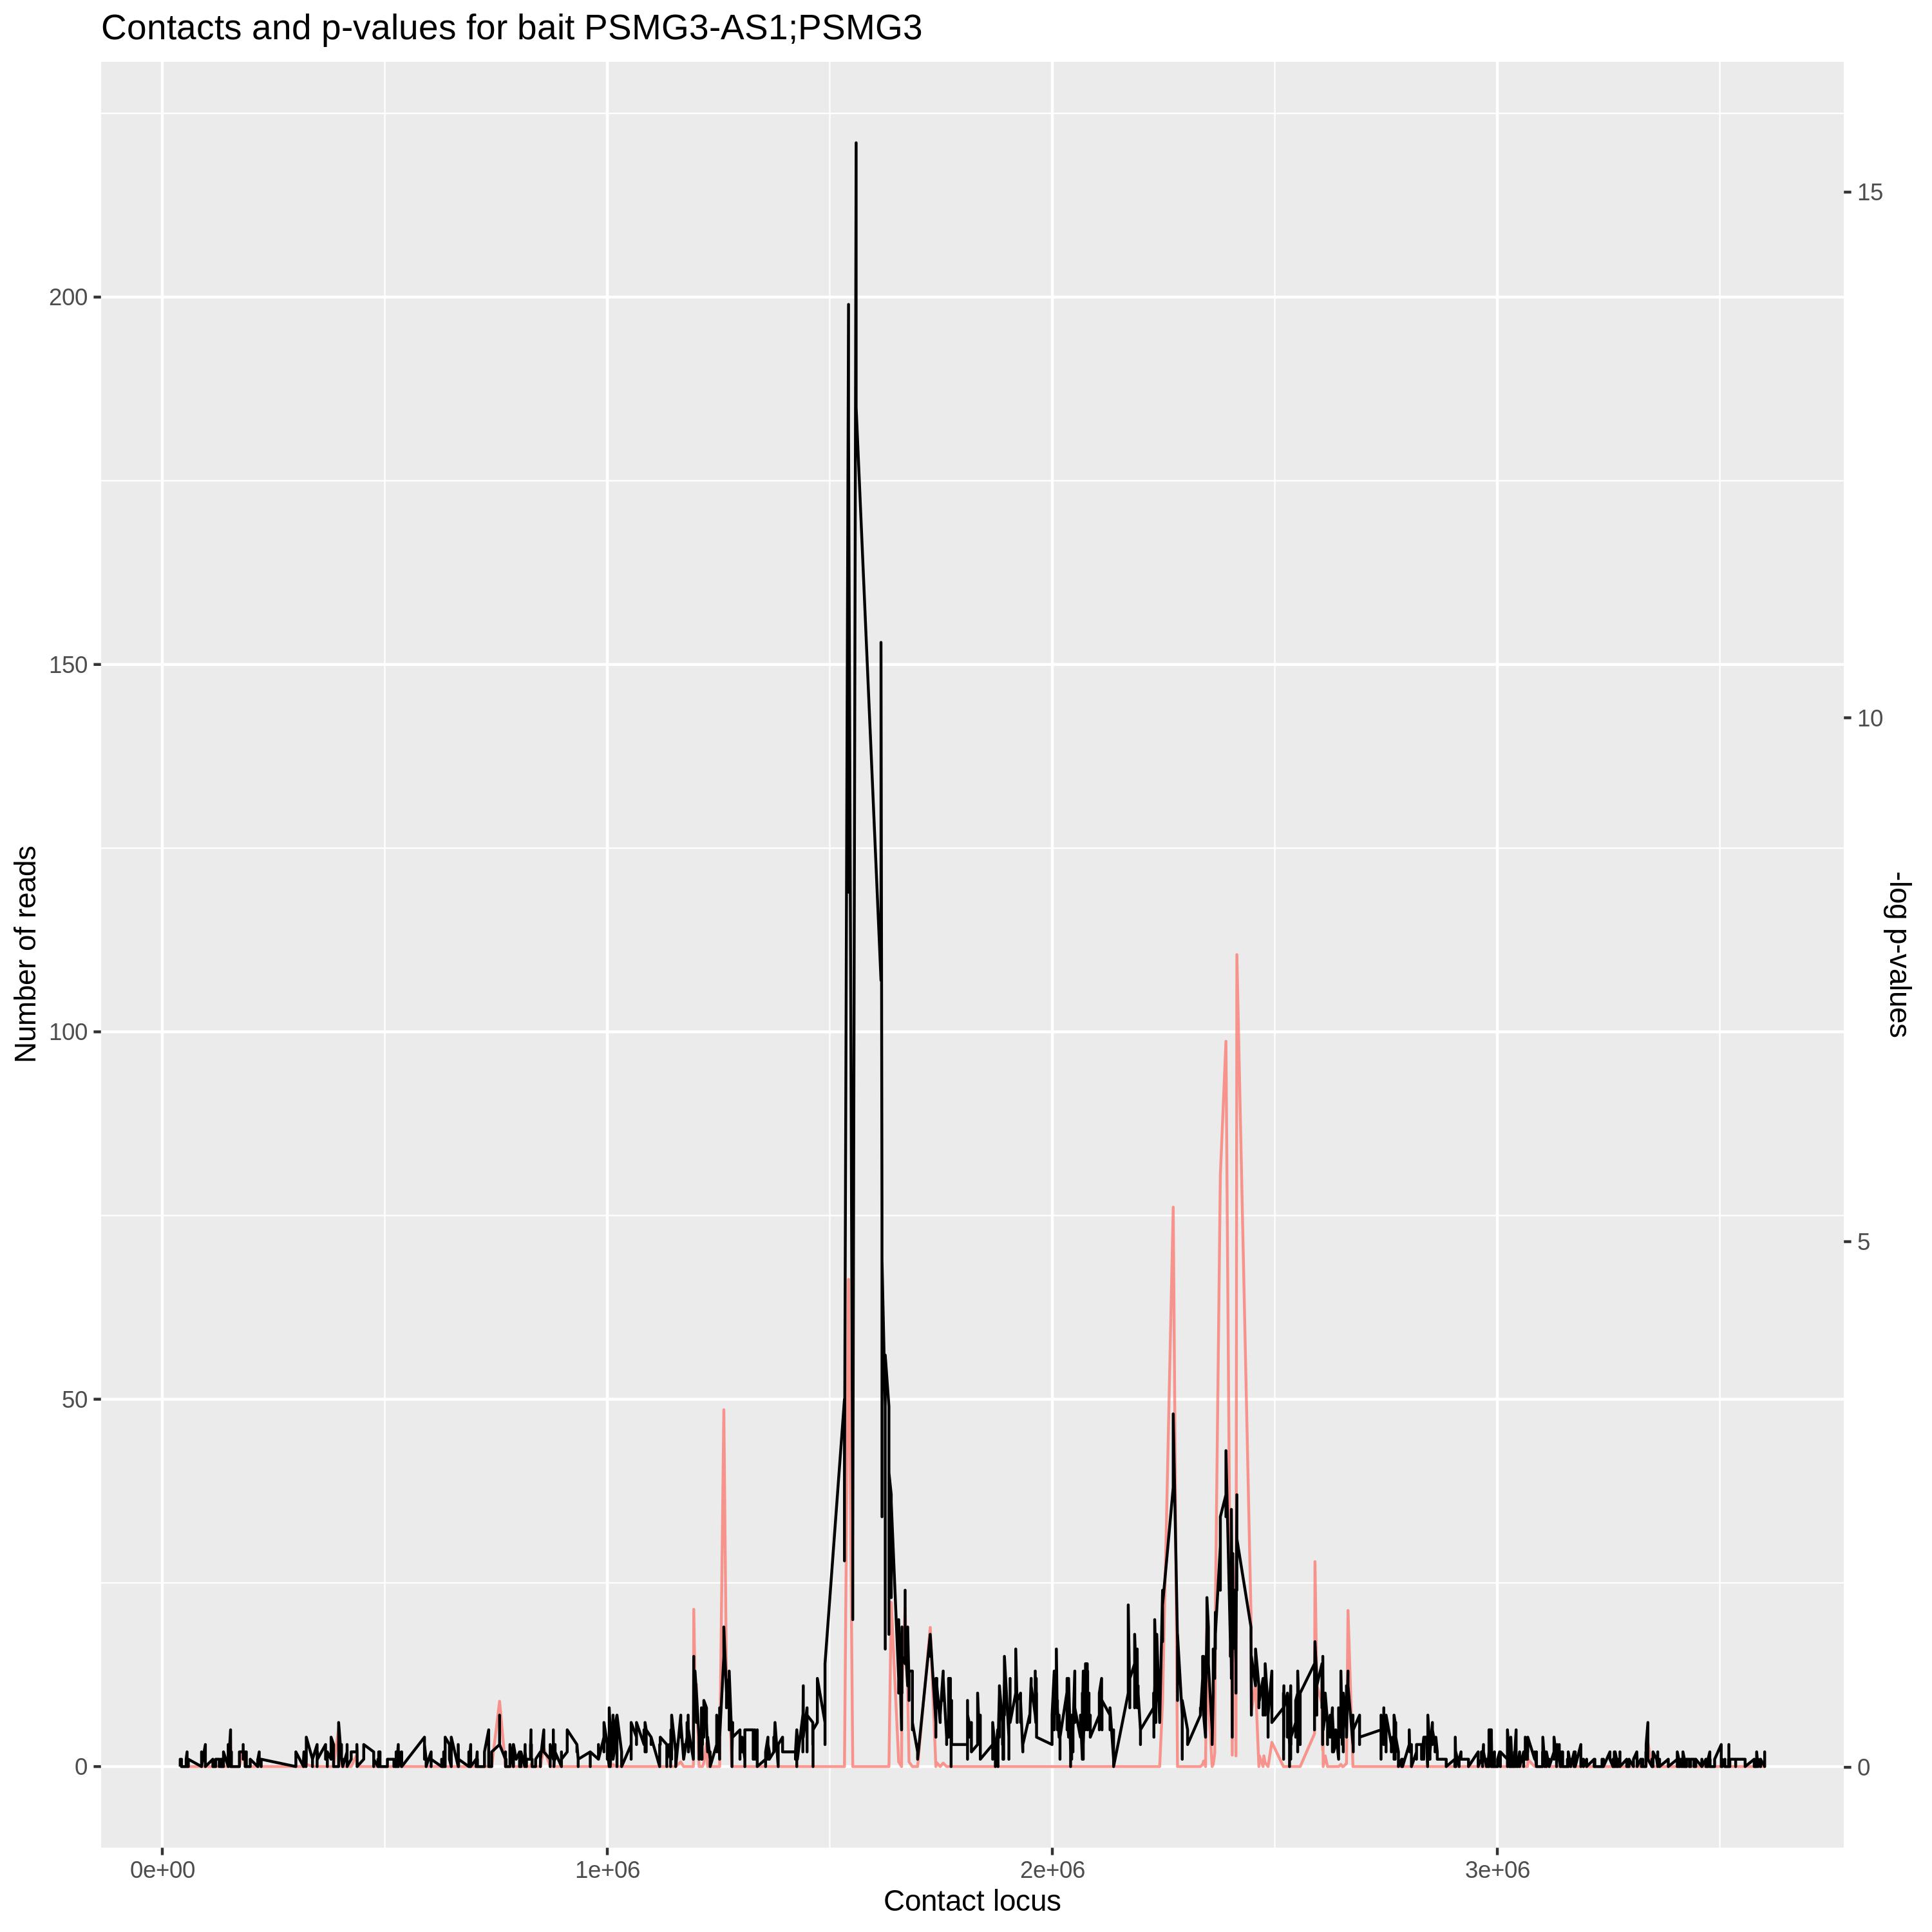 Contacts and p-values for bait PSMG3-AS1;PSMG3
200
150
100
50
0
Number of reads
15
10
5
0
-log p-values
0e+00
1e+06
2e+06
3e+06
Contact locus